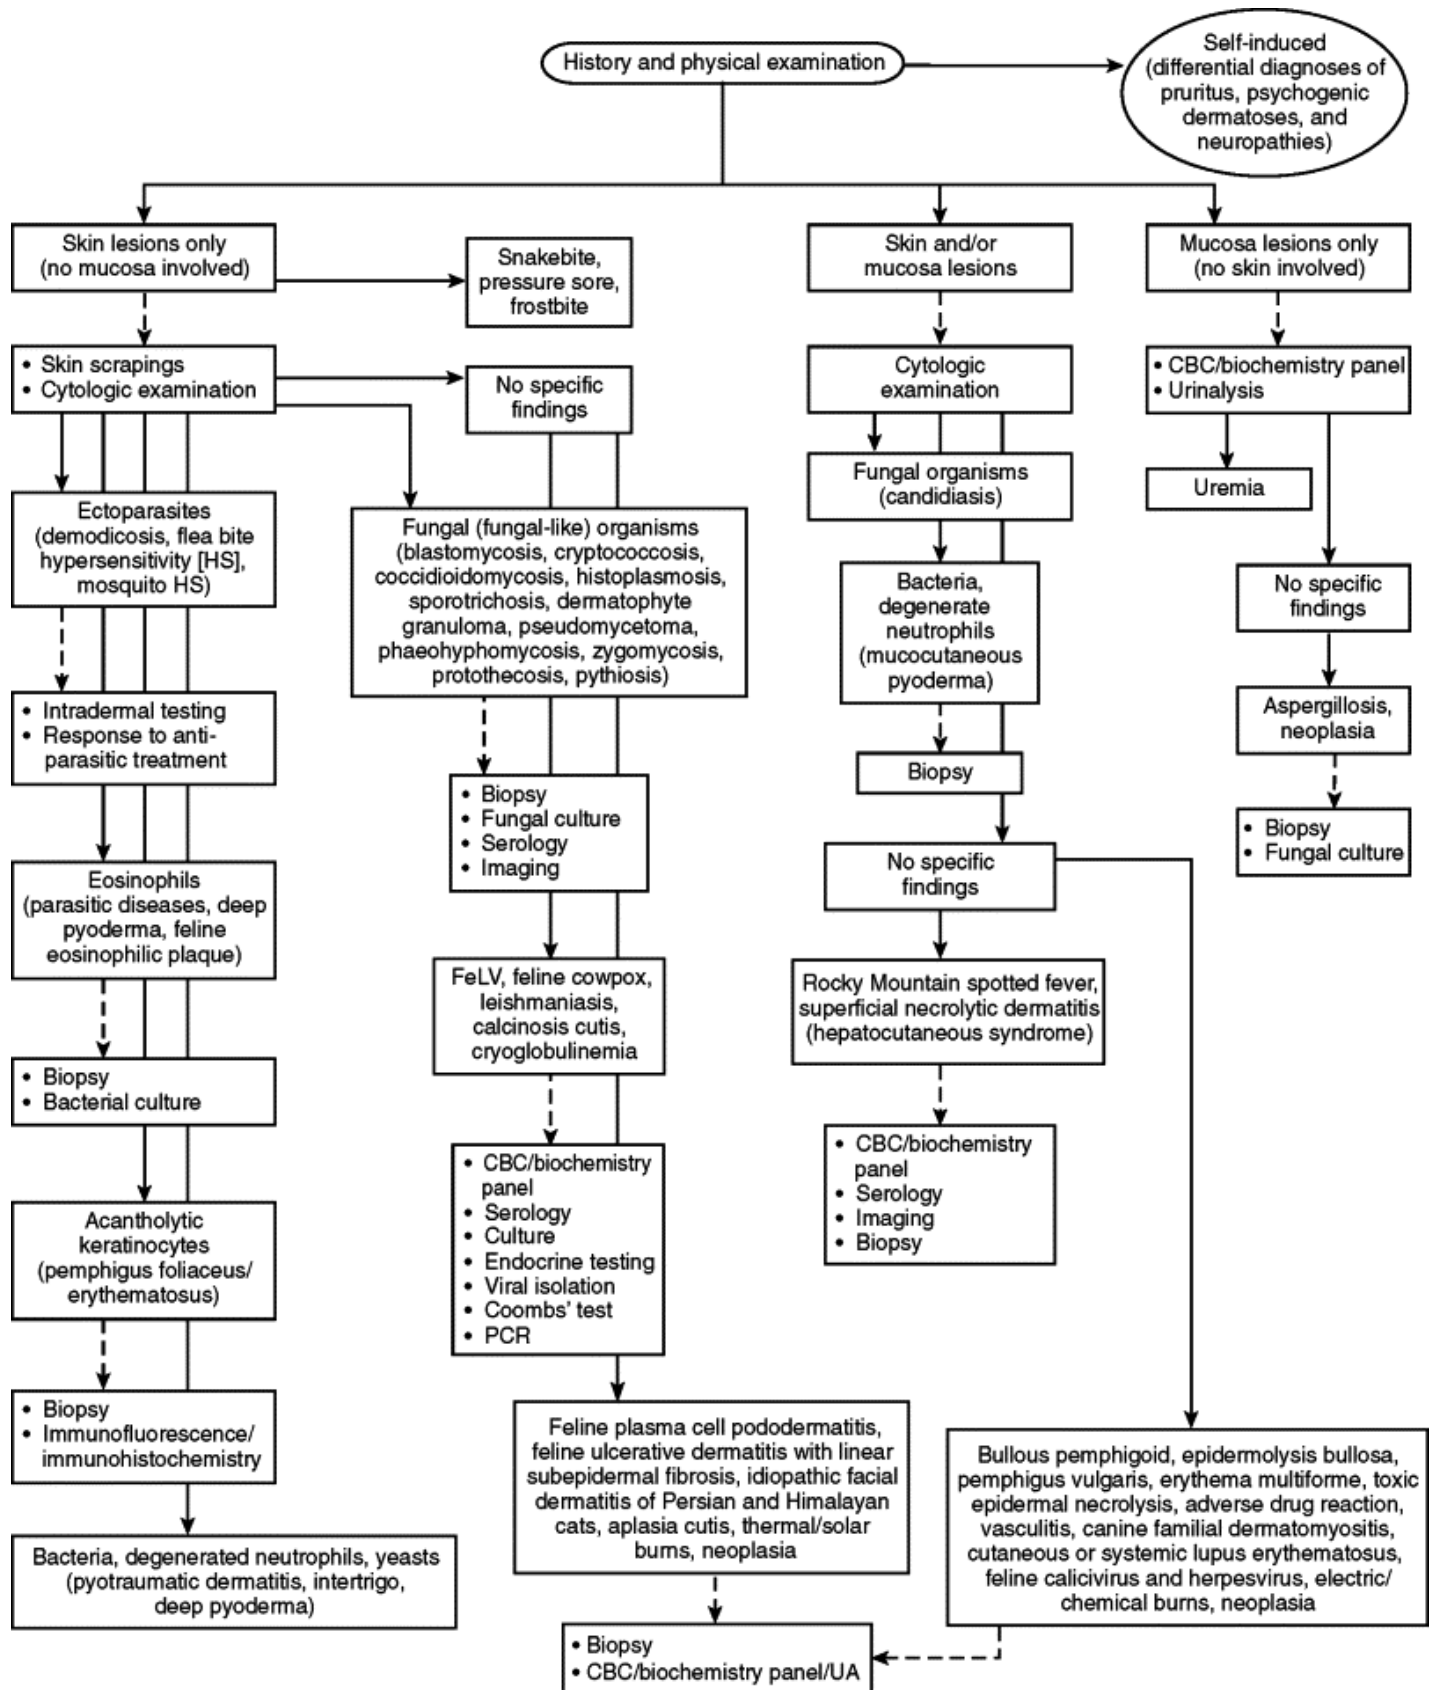 History and physical examination
Self-induced
(differential diagnoses of
pruritus, psychogenic
dermatoses, and
neuropathies)
Skin lesions only
(no mucosa involved)
Snakebite,
pressure sore,
frostbite
Skin and/or
mucosa lesions
Mucosa lesions only
(no skin involved)
• Skin scrapings
• Cytologic examination
No specific
findings
Cytologic
examination
• CBC/biochemistry panel
• Urinalysis
Fungal organisms
(candidiasis)
Uremia
Ectoparasites
(demodicosis, flea bite
hypersensitivity [HS],
mosquito HS)
Fungal (fungal-like) organisms
(blastomycosis, cryptococcosis,
coccidioidomycosis, histoplasmosis,
sporotrichosis, dermatophyte
granuloma, pseudomycetoma,
phaeohyphomycosis, zygomycosis,
protothecosis, pythiosis)
Bacteria,
degenerate
neutrophils
(mucocutaneous
pyoderma)
No specific
findings
• Intradermal testing
• Response to anti-
parasitic treatment
Aspergillosis,
neoplasia
Biopsy
• Biopsy
• Fungal culture
• Serology
• Imaging
• Biopsy
• Fungal culture
No specific
findings
Eosinophils
(parasitic diseases, deep
pyoderma, feline
eosinophilic plaque)
FeLV, feline cowpox,
leishmaniasis,
calcinosis cutis,
cryoglobulinemia
Rocky Mountain spotted fever,
superficial necrolytic dermatitis
(hepatocutaneous syndrome)
• Biopsy
• Bacterial culture
• CBC/biochemistry
panel
• Serology
• Culture
• Endocrine testing
• Viral isolation
• Coombs' test
• PCR
• CBC/biochemistry
panel
• Serology
• Imaging
• Biopsy
Acantholytic
keratinocytes
(pemphigus foliaceus/
erythematosus)
• Biopsy
• Immunofluorescence/
immunohistochemistry
Feline plasma cell pododermatitis,
feline ulcerative dermatitis with linear
subepidermal fibrosis, idiopathic facial
dermatitis of Persian and Himalayan
cats, aplasia cutis, thermal/solar
burns, neoplasia
Bullous pemphigoid, epidermolysis bullosa,
pemphigus vulgaris, erythema multiforme, toxic
epidermal necrolysis, adverse drug reaction,
vasculitis, canine familial dermatomyositis,
cutaneous or systemic lupus erythematosus,
feline calicivirus and herpesvirus, electric/
chemical burns, neoplasia
Bacteria, degenerated neutrophils, yeasts
(pyotraumatic dermatitis, intertrigo,
deep pyoderma)
• Biopsy
• CBC/biochemistry panel/UA